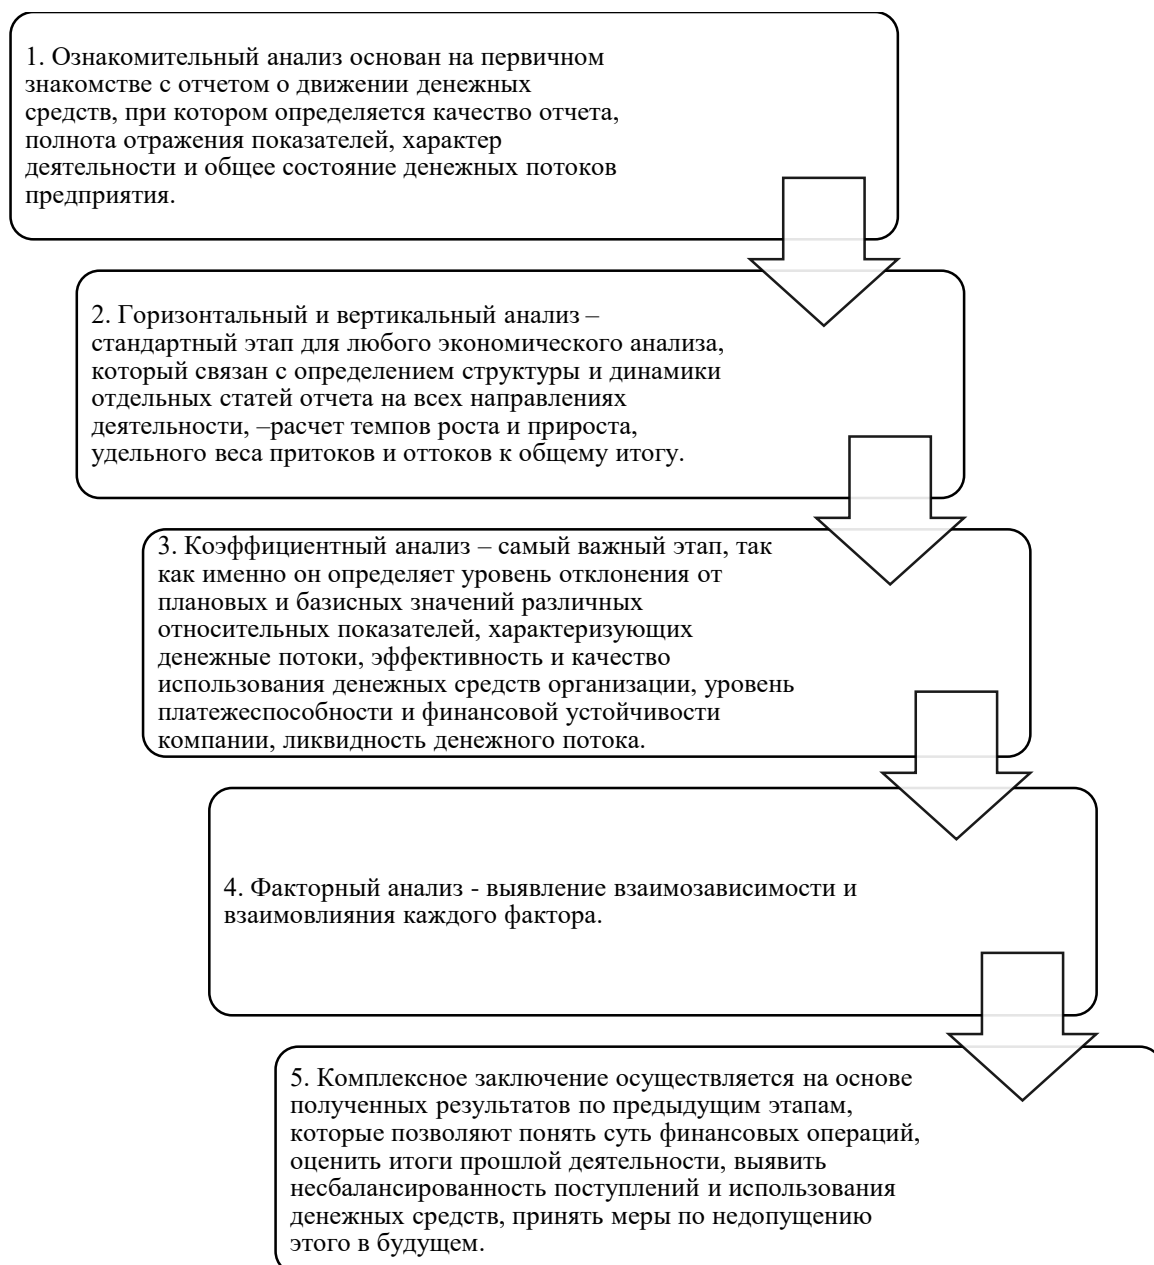 1. Ознакомительный анализ основан на первичном
знакомстве с отчетом о движении денежных
средств, при котором определяется качество отчета,
полнота отражения показателей, характер
деятельности и общее состояние денежных потоков
предприятия.
2. Горизонтальный и вертикальный анализ –
стандартный этап для любого экономического анализа,
который связан с определением структуры и динамики
отдельных статей отчета на всех направлениях
деятельности, –расчет темпов роста и прироста,
удельного веса притоков и оттоков к общему итогу.
3. Коэффициентный анализ – самый важный этап, так
как именно он определяет уровень отклонения от
плановых и базисных значений различных
относительных показателей, характеризующих
денежные потоки, эффективность и качество
использования денежных средств организации, уровень
платежеспособности и финансовой устойчивости
компании, ликвидность денежного потока.
4. Факторный анализ - выявление взаимозависимости и
взаимовлияния каждого фактора.
5. Комплексное заключение осуществляется на основе
полученных результатов по предыдущим этапам,
которые позволяют понять суть финансовых операций,
оценить итоги прошлой деятельности, выявить
несбалансированность поступлений и использования
денежных средств, принять меры по недопущению
этого в будущем.